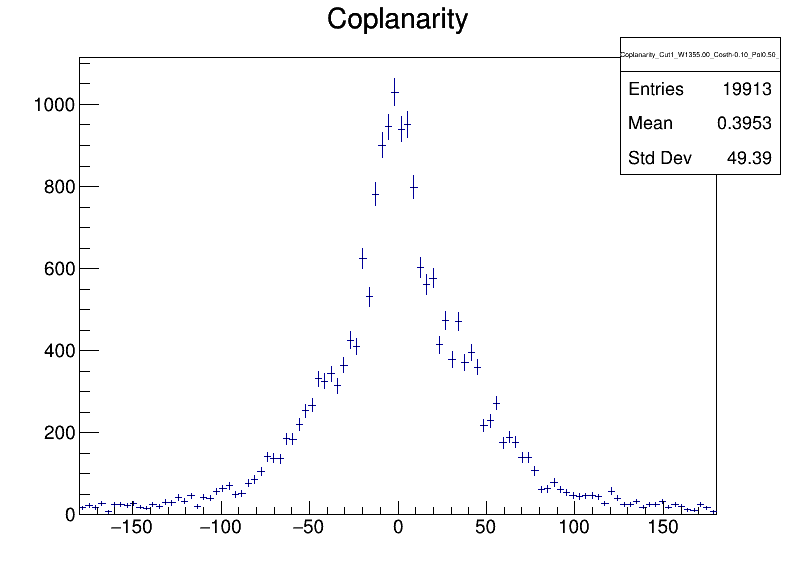 Coplanarity
Coplanarity_Cut1_W1355.00_Costh-0.10_Pol0.50_
Entries 19913
Mean 0.3953
Std Dev 49.39
1000
800
600
400
200
0
−150 −100 −50 0 50 100 150